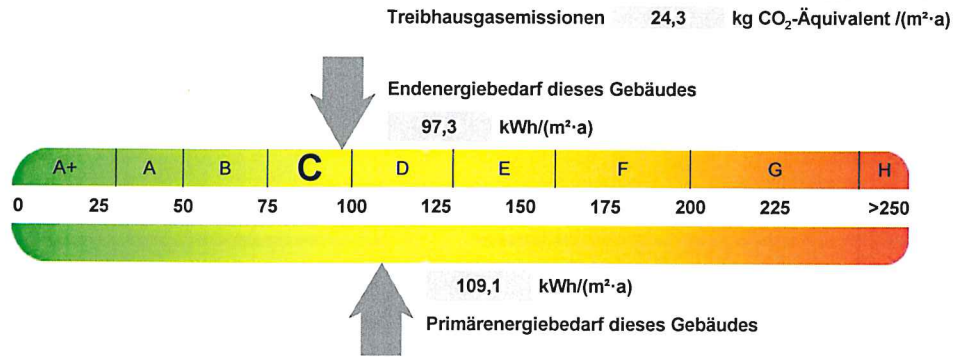 Treibhausgasemissionen 24,3 kg CO₂-Äquivalent /(m²·a)
Endenergiebedarf dieses Gebäudes
97,3 kWh/(m²·a)
A+ A B C D E F G H
0 25 50 75 100 125 150 175 200 225 >250
109,1 kWh/(m²·a)
Primärenergiebedarf dieses Gebäudes